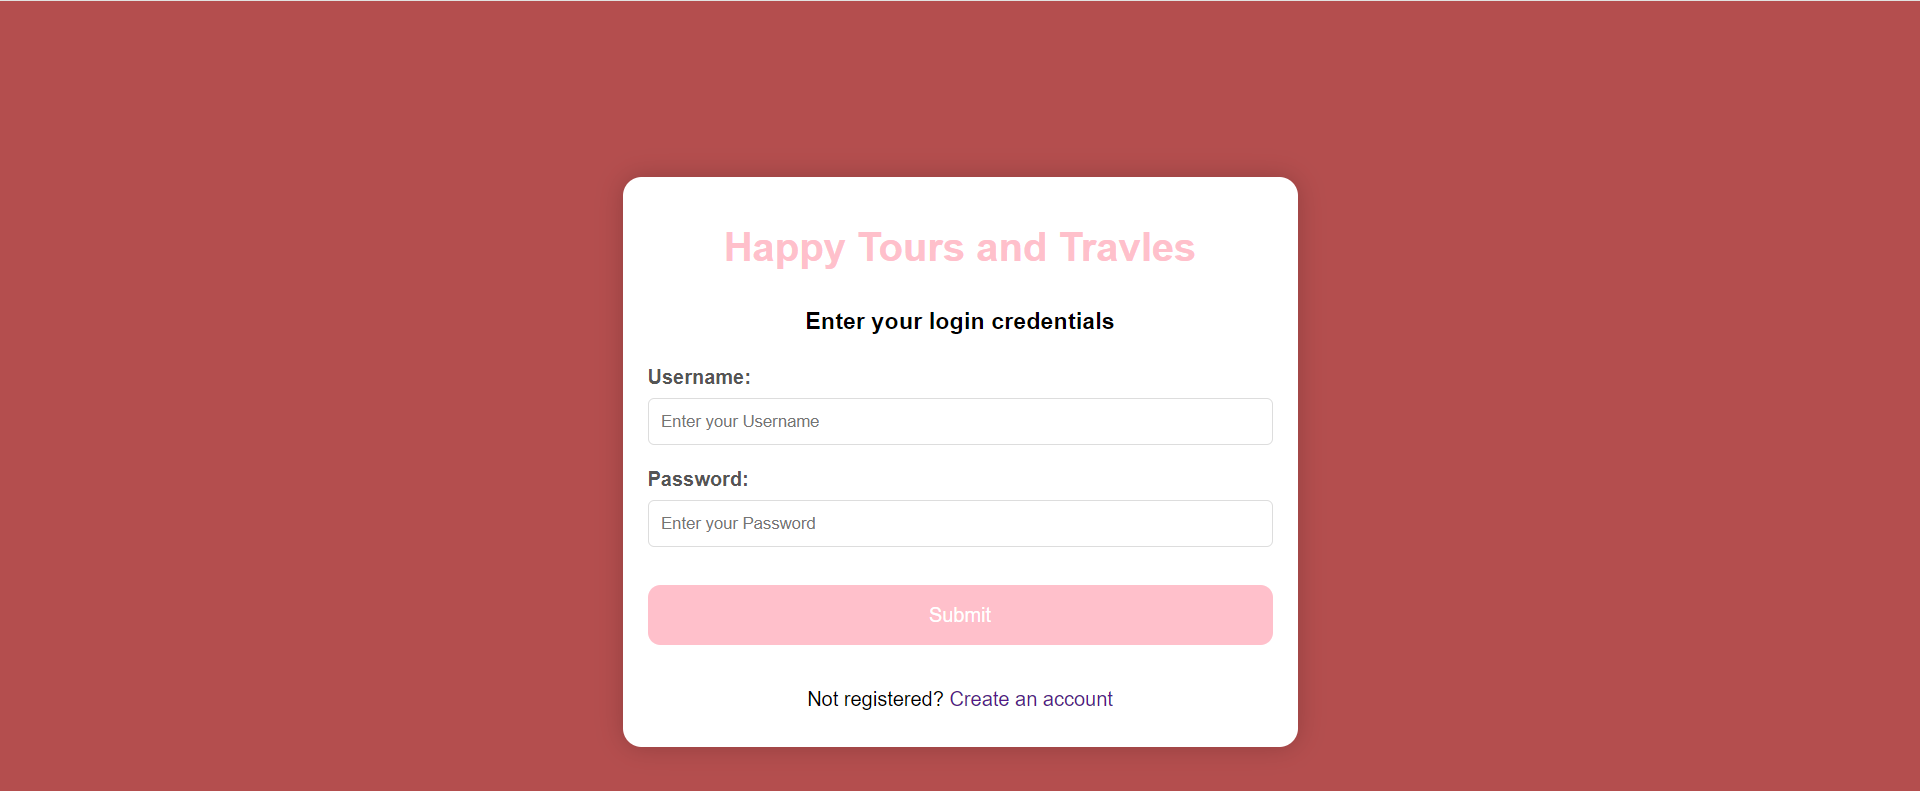 Happy Tours and Travles
Enter your login credentials
Username:
Enter your Username
Password:
Enter your Password
Submit
Not registered? Create an account